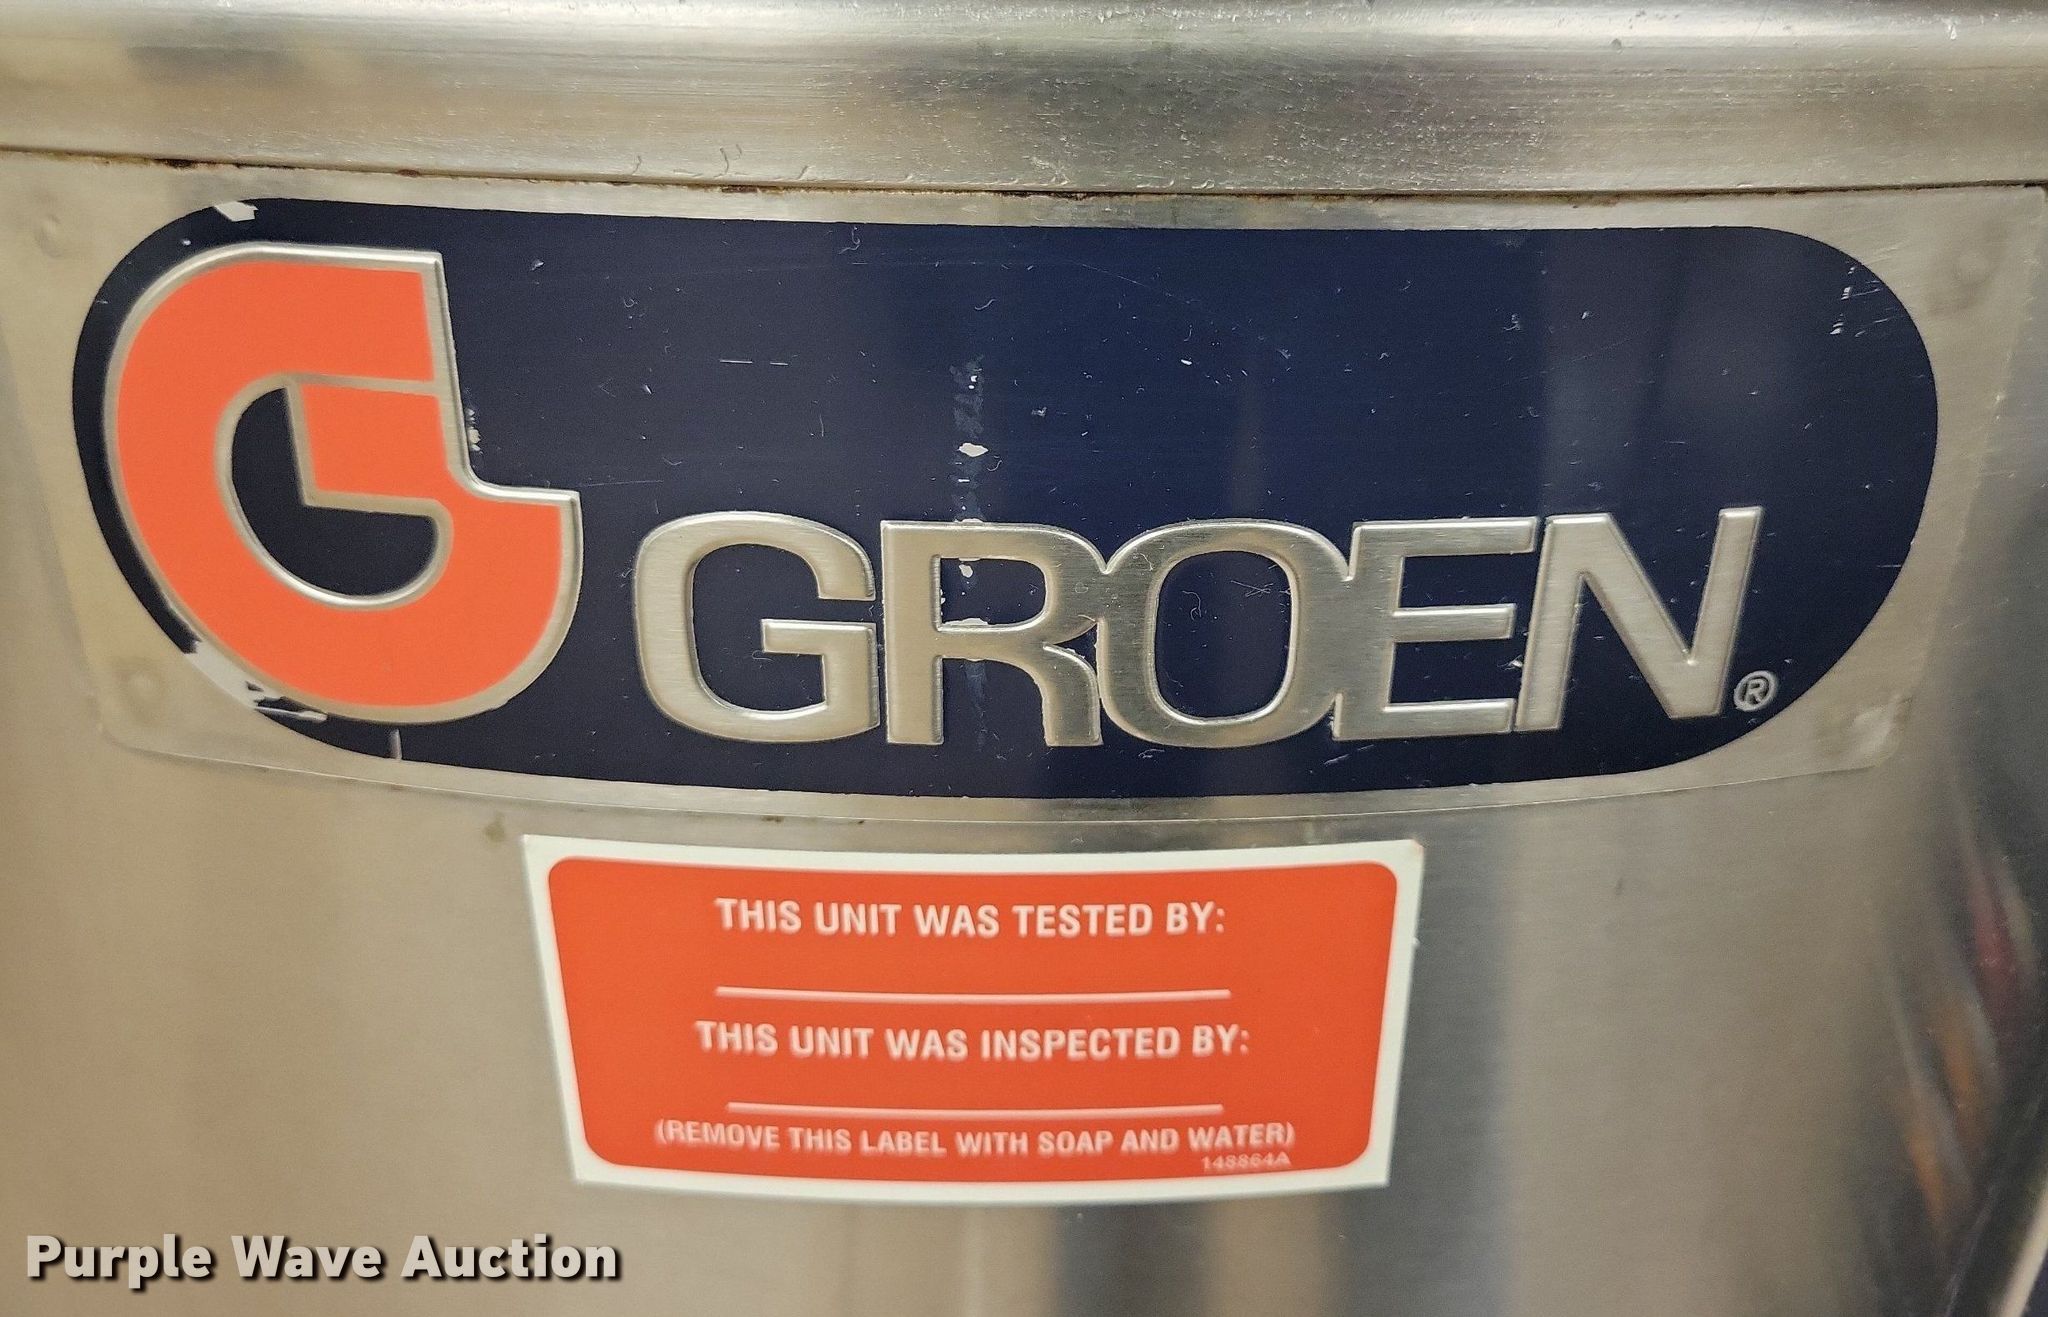 G GROEN®
THIS UNIT WAS TESTED BY:
THIS UNIT WAS INSPECTED BY:
(REMOVE THIS LABEL WITH SOAP AND WATER)
148864A
Purple Wave Auction